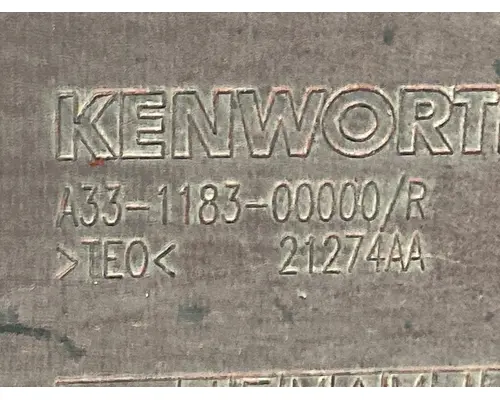 KENWORT
A33-1183-00000/R
>TEO< 21274AA